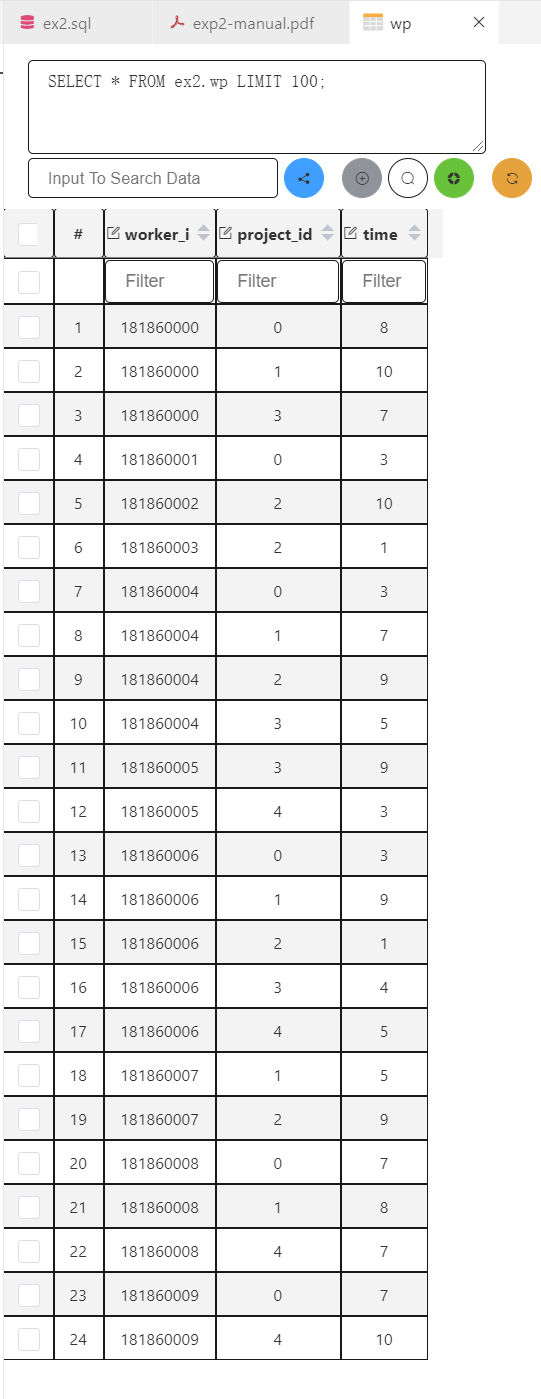 ex2.sql exp2-manual.pdf wp
SELECT * FROM ex2.wp LIMIT 100;
Input To Search Data
# worker_i project_id time
Filter Filter Filter
1 181860000 0 8
2 181860000 1 10
3 181860000 3 7
4 181860001 0 3
5 181860002 2 10
6 181860003 2 1
7 181860004 0 3
8 181860004 1 7
9 181860004 2 9
10 181860004 3 5
11 181860005 3 9
12 181860005 4 3
13 181860006 0 3
14 181860006 1 9
15 181860006 2 1
16 181860006 3 4
17 181860006 4 5
18 181860007 1 5
19 181860007 2 9
20 181860008 0 7
21 181860008 1 8
22 181860008 4 7
23 181860009 0 7
24 181860009 4 10